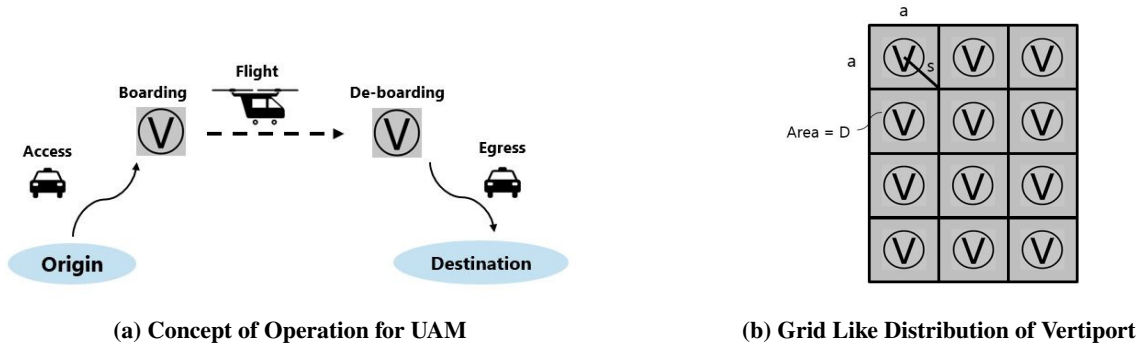 Flight
Boarding
De-boarding
V
V
Access
Egress
Origin
Destination
(a) Concept of Operation for UAM
a
a
V V V
s
Area = D
V V V
V V V
V V V
(b) Grid Like Distribution of Vertiport